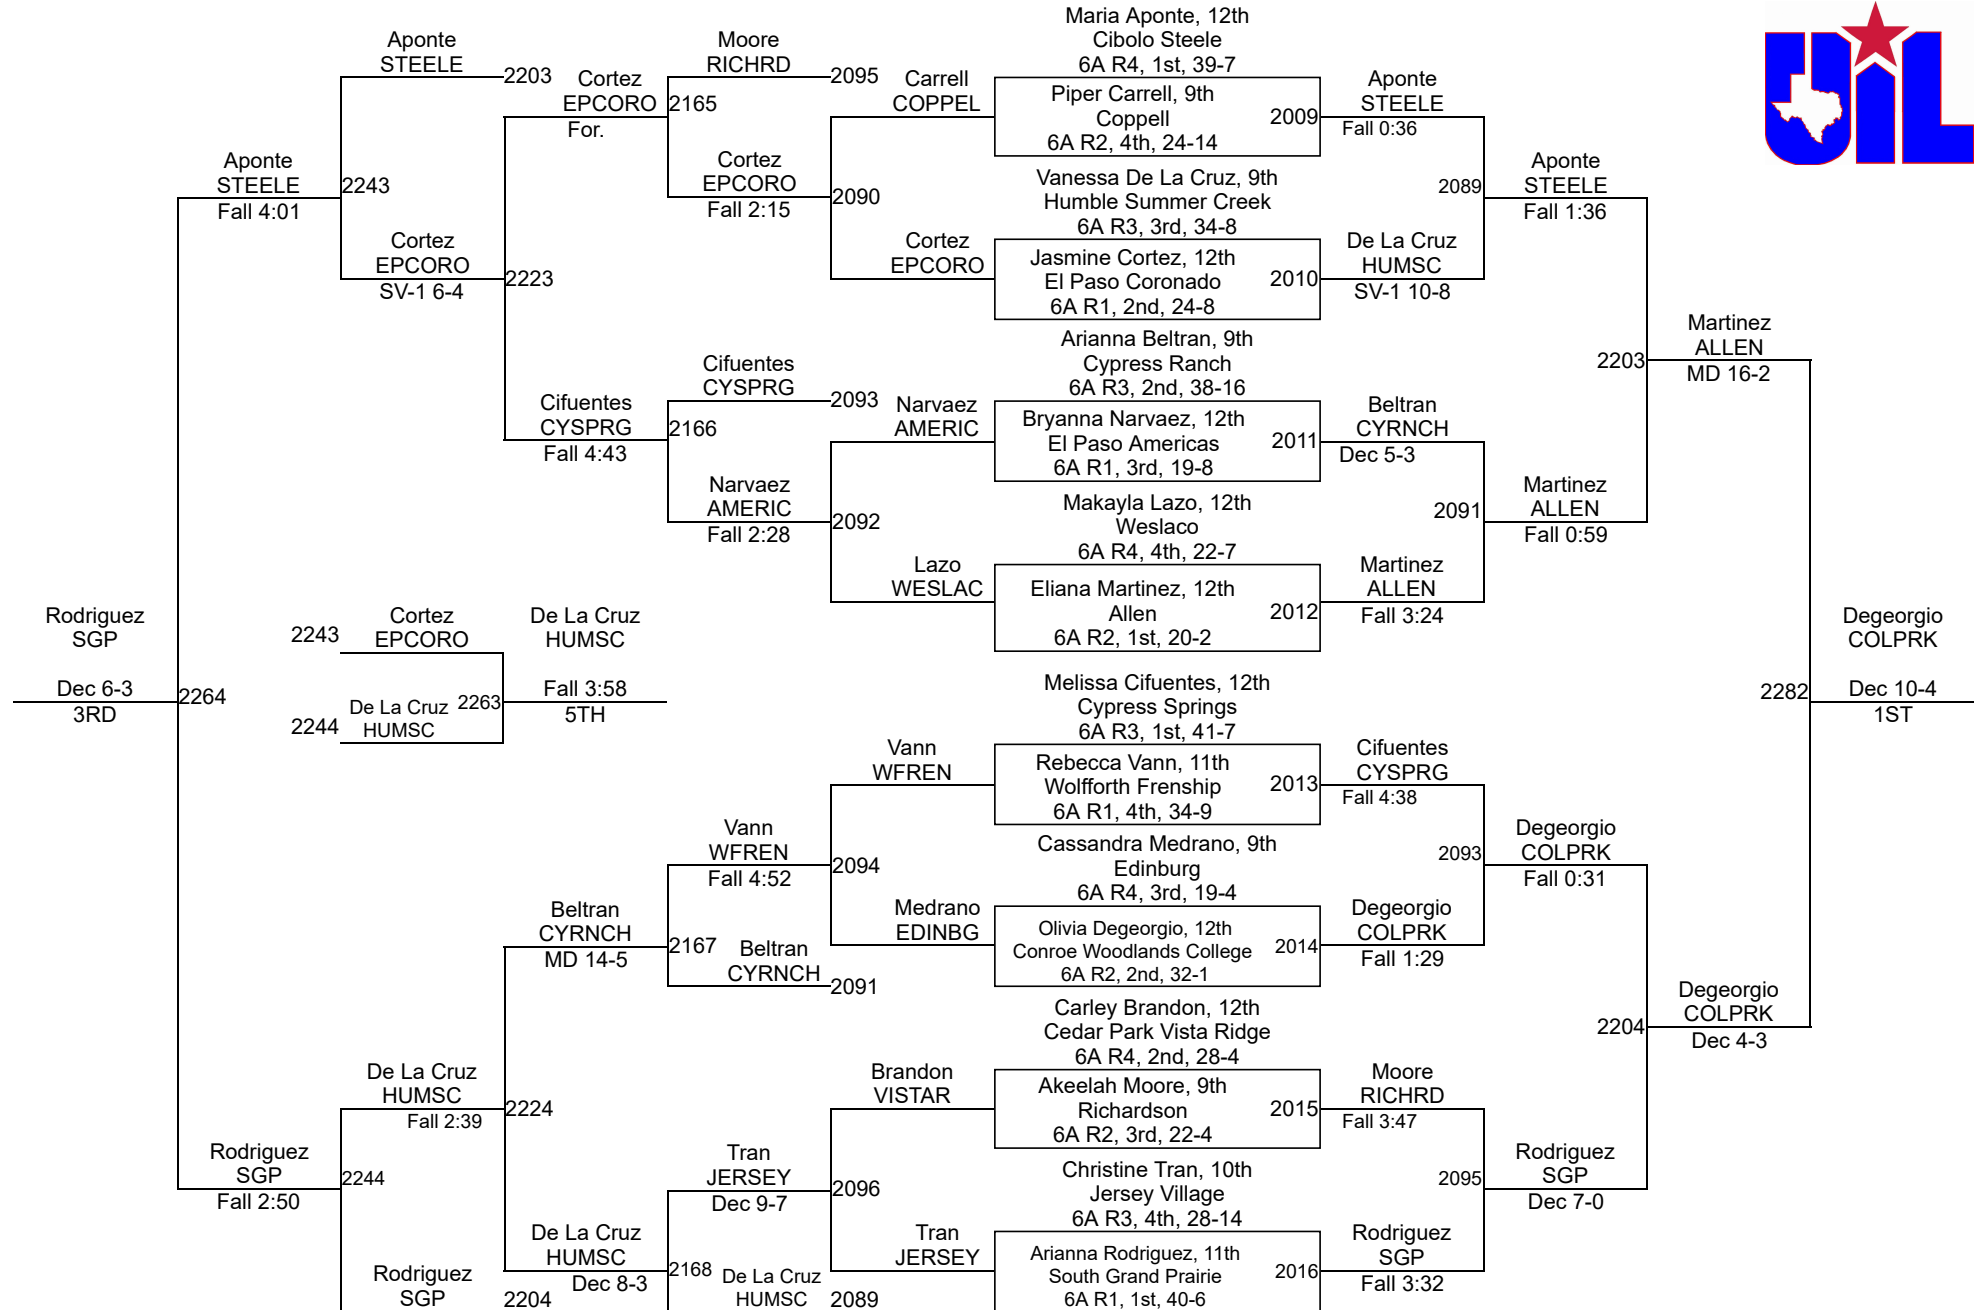 Maria Aponte, 12th
Cibolo Steele
6A R4, 1st, 39-7
Piper Carrell, 9th
Coppell
6A R2, 4th, 24-14
2009
Vanessa De La Cruz, 9th
Humble Summer Creek
6A R3, 3rd, 34-8
Jasmine Cortez, 12th
El Paso Coronado
6A R1, 2nd, 24-8
2010
Arianna Beltran, 9th
Cypress Ranch
6A R3, 2nd, 38-16
Bryanna Narvaez, 12th
El Paso Americas
6A R1, 3rd, 19-8
2011
Makayla Lazo, 12th
Weslaco
6A R4, 4th, 22-7
Eliana Martinez, 12th
Allen
6A R2, 1st, 20-2
2012
Melissa Cifuentes, 12th
Cypress Springs
6A R3, 1st, 41-7
Rebecca Vann, 11th
Wolfforth Frenship
6A R1, 4th, 34-9
2013
Cassandra Medrano, 9th
Edinburg
6A R4, 3rd, 19-4
Olivia Degeorgio, 12th
Conroe Woodlands College
6A R2, 2nd, 32-1
2014
Carley Brandon, 12th
Cedar Park Vista Ridge
6A R4, 2nd, 28-4
Akeelah Moore, 9th
Richardson
6A R2, 3rd, 22-4
2015
Christine Tran, 10th
Jersey Village
6A R3, 4th, 28-14
Arianna Rodriguez, 11th
South Grand Prairie
6A R1, 1st, 40-6
2016
Aponte
STEELE
Fall 0:36
2089
De La Cruz
HUMSC
SV-1 10-8
Beltran
CYRNCH
Dec 5-3
2091
Martinez
ALLEN
Fall 3:24
Cifuentes
CYSPRG
Fall 4:38
2093
Degeorgio
COLPRK
Fall 1:29
Moore
RICHRD
Fall 3:47
2095
Rodriguez
SGP
Fall 3:32
Aponte
STEELE
Fall 1:36
2203
Martinez
ALLEN
Fall 0:59
Degeorgio
COLPRK
Fall 0:31
2204
Rodriguez
SGP
Dec 7-0
Martinez
ALLEN
MD 16-2
2282
Degeorgio
COLPRK
Dec 4-3
Degeorgio
COLPRK
Dec 10-4
1ST
UIL
Carrell
COPPEL
2090
Cortez
EPCORO
Narvaez
AMERIC
2092
Lazo
WESLAC
Vann
WFREN
2094
Medrano
EDINBG
Brandon
VISTAR
2096
Tran
JERSEY
Moore
RICHRD
2095
2165
Cortez
EPCORO
Fall 2:15
Cifuentes
CYSPRG
2093
2166
Narvaez
AMERIC
Fall 2:28
Vann
WFREN
Fall 4:52
2167
Beltran
CYRNCH
2091
Tran
JERSEY
Dec 9-7
2168
De La Cruz
HUMSC
2089
Cortez
EPCORO
For.
2223
Cifuentes
CYSPRG
Fall 4:43
Beltran
CYRNCH
MD 14-5
2224
De La Cruz
HUMSC
Dec 8-3
Aponte
STEELE
2203
2243
Cortez
EPCORO
SV-1 6-4
De La Cruz
HUMSC
Fall 2:39
2244
Rodriguez
SGP
2204
Aponte
STEELE
Fall 4:01
2264
Rodriguez
SGP
Fall 2:50
Rodriguez
SGP
Dec 6-3
3RD
2243
Cortez
EPCORO
2244
De La Cruz
HUMSC
2263
De La Cruz
HUMSC
Fall 3:58
5TH